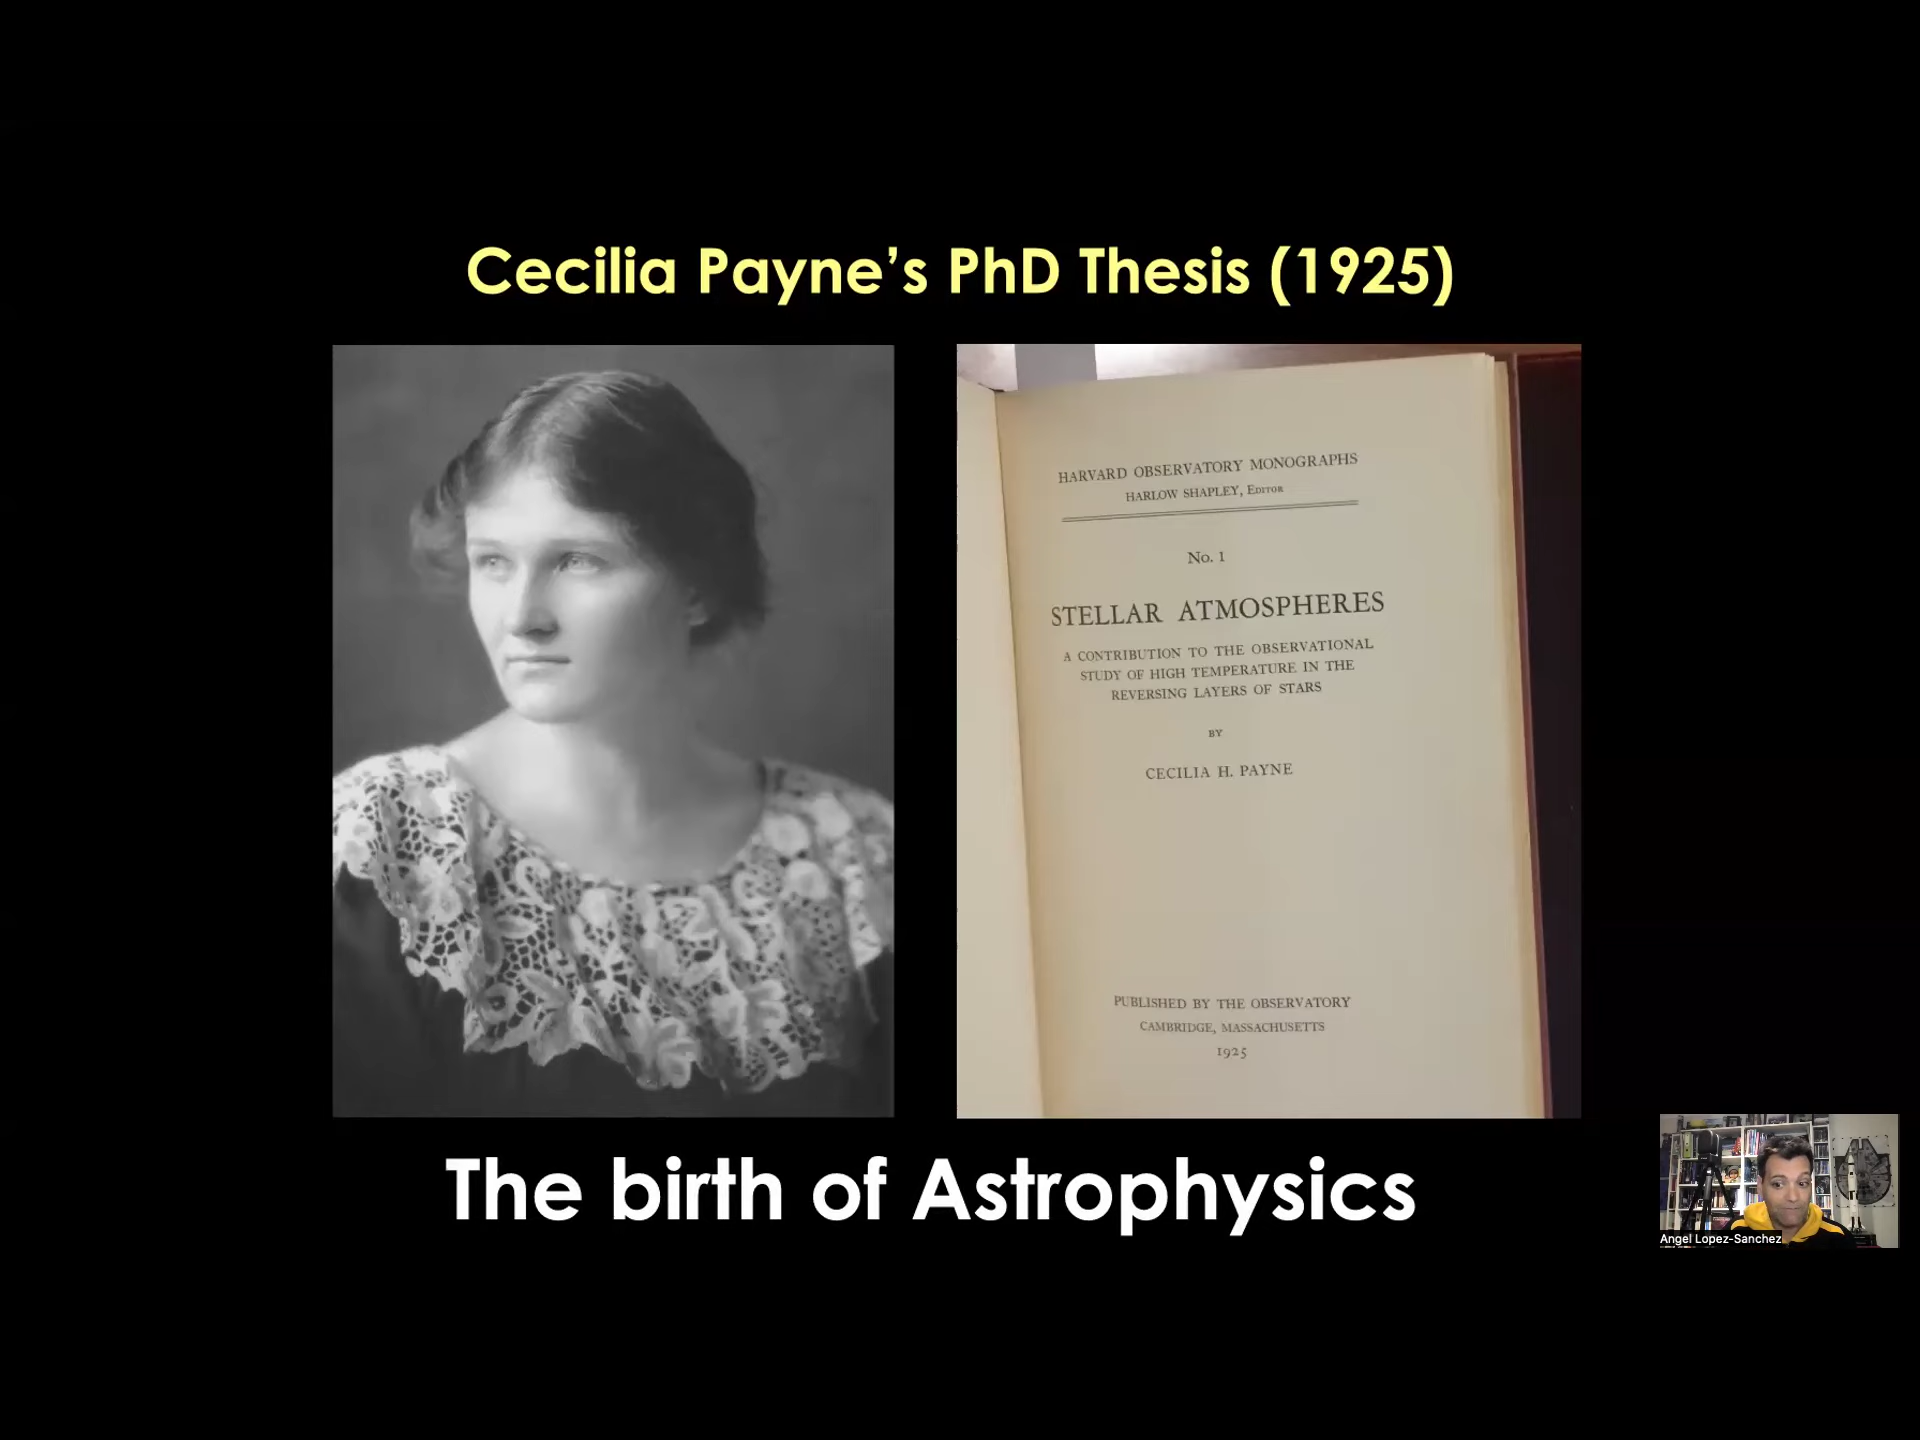 Cecilia Payne’s PhD Thesis (1925)
HARVARD OBSERVATORY MONOGRAPHS
HARLOW SHAPLEY, EDITOR
No. 1
STELLAR ATMOSPHERES
A CONTRIBUTION TO THE OBSERVATIONAL
STUDY OF HIGH TEMPERATURE IN THE
REVERSING LAYERS OF STARS
BY
CECILIA H. PAYNE
PUBLISHED BY THE OBSERVATORY
CAMBRIDGE, MASSACHUSETTS
1925
The birth of Astrophysics
Angel Lopez-Sanchez